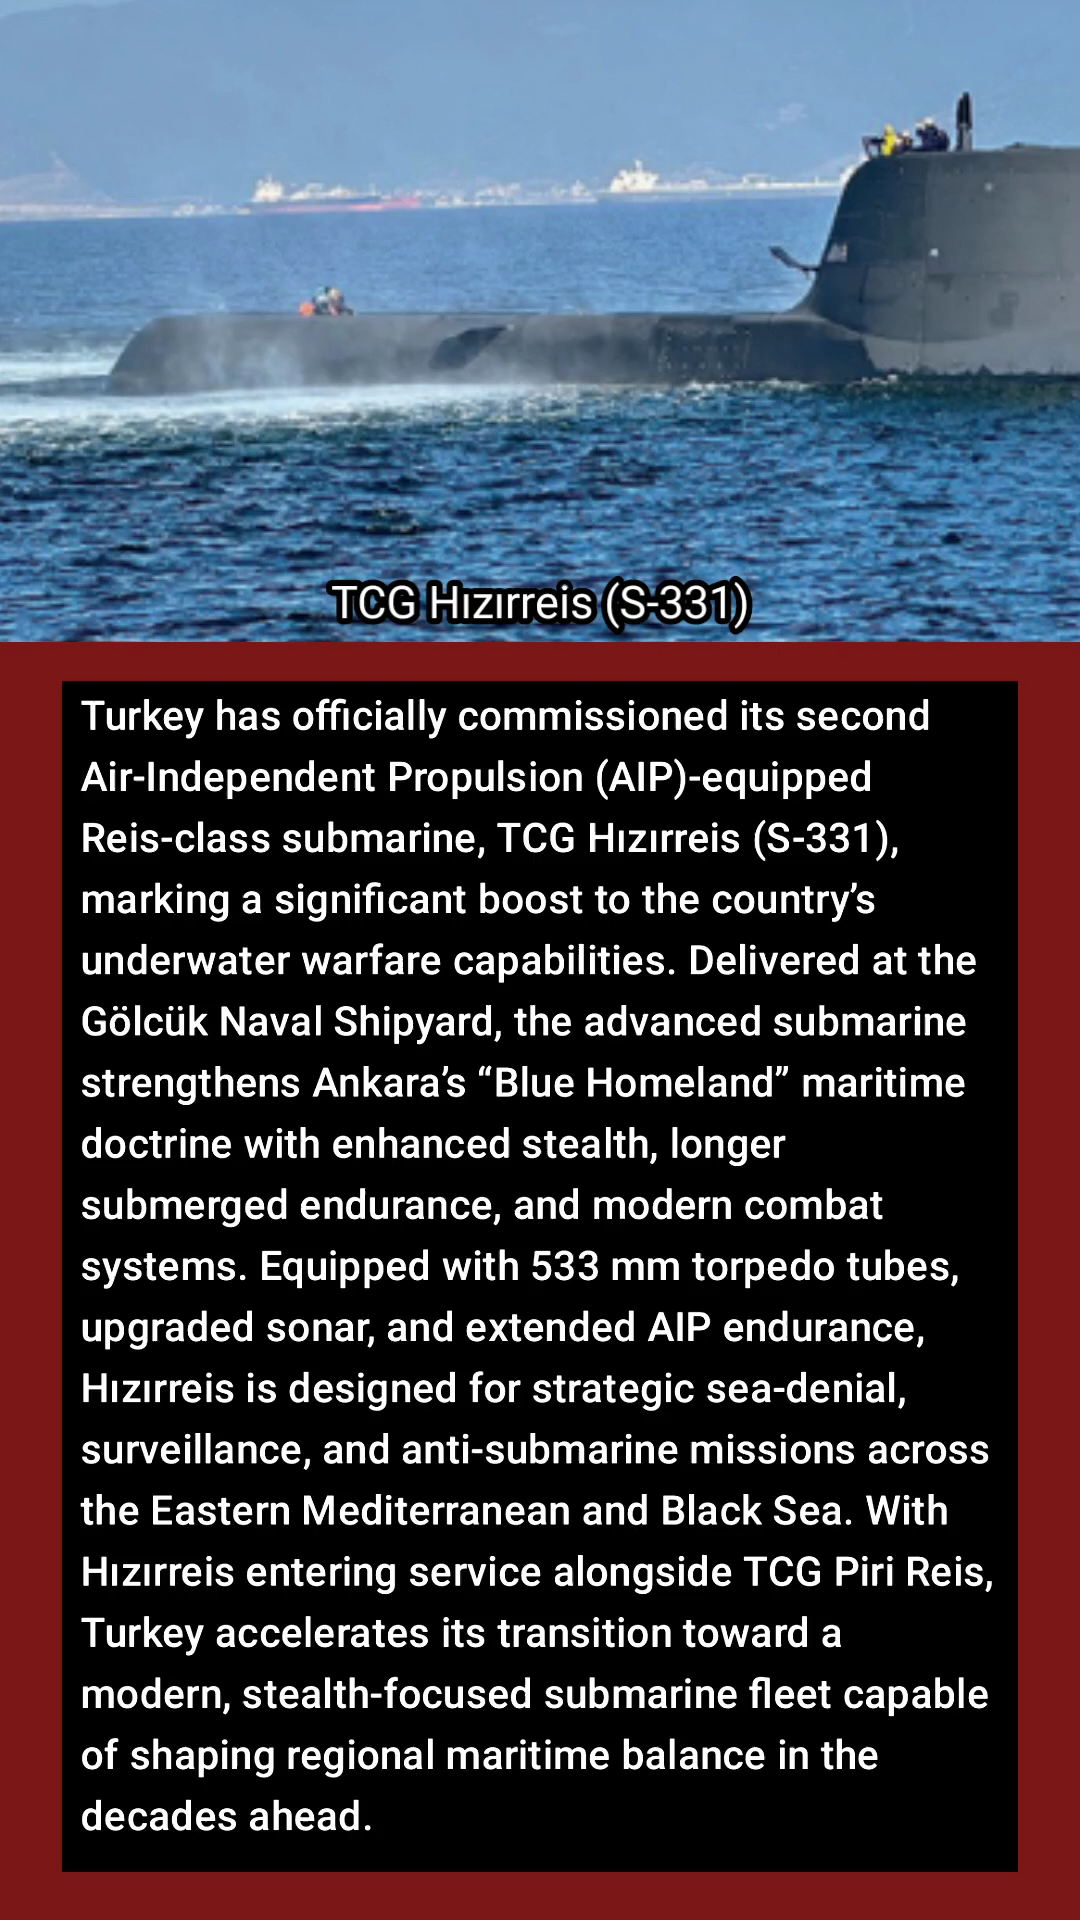 TCG Hızırreis (S-331)
Turkey has officially commissioned its second
Air-Independent Propulsion (AIP)-equipped
Reis-class submarine, TCG Hızırreis (S-331),
marking a significant boost to the country’s
underwater warfare capabilities. Delivered at the
Gölcük Naval Shipyard, the advanced submarine
strengthens Ankara’s “Blue Homeland” maritime
doctrine with enhanced stealth, longer
submerged endurance, and modern combat
systems. Equipped with 533 mm torpedo tubes,
upgraded sonar, and extended AIP endurance,
Hızırreis is designed for strategic sea-denial,
surveillance, and anti-submarine missions across
the Eastern Mediterranean and Black Sea. With
Hızırreis entering service alongside TCG Piri Reis,
Turkey accelerates its transition toward a
modern, stealth-focused submarine fleet capable
of shaping regional maritime balance in the
decades ahead.